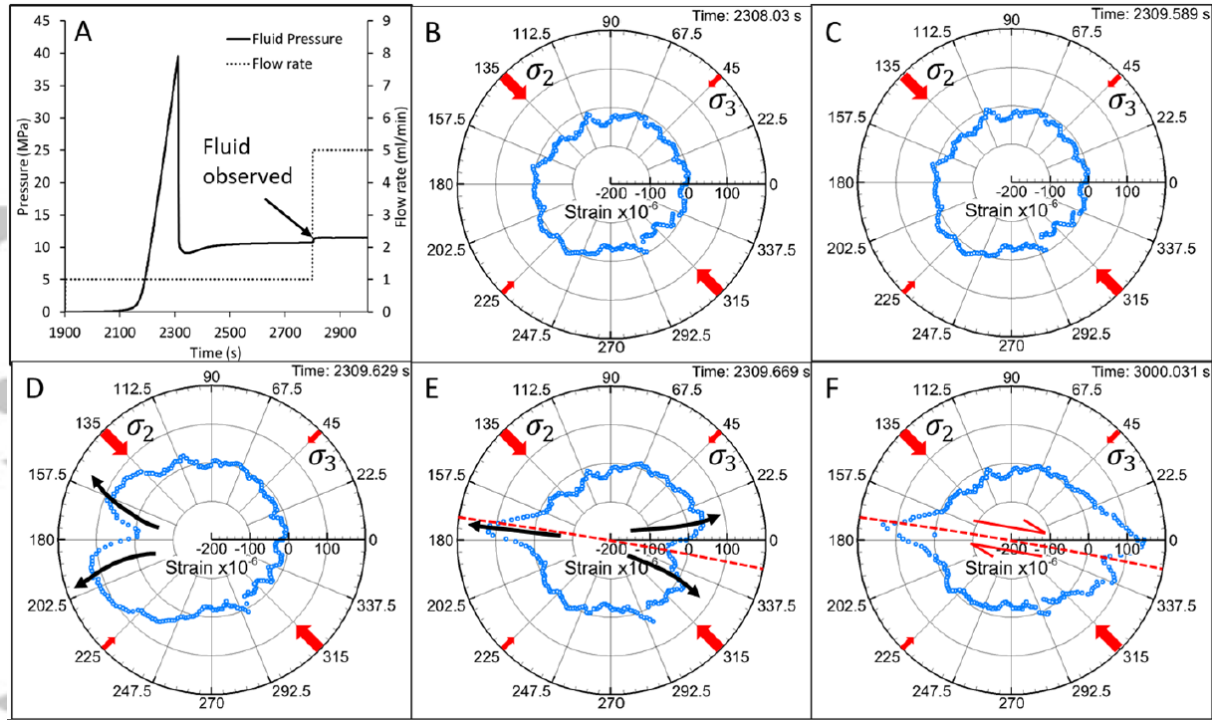 A
Fluid Pressure
Flow rate
Fluid
observed
45
40
35
30
25
20
15
10
5
0
Pressure (MPa)
9
8
7
6
5
4
3
2
1
0
Flow rate (ml/min)
1900
2100
2300
2500
2700
2900
Time (s)
B
Time: 2308.03 s
90
112.5
67.5
135
σ2
45
σ3
157.5
22.5
180
-200 -100 0 100
0
Strain x10-6
202.5
337.5
225
315
247.5
292.5
270
C
Time: 2309.589 s
90
112.5
67.5
135
σ2
45
σ3
157.5
22.5
180
-200 -100 0 100
0
Strain x10-6
202.5
337.5
225
315
247.5
292.5
270
D
Time: 2309.629 s
90
112.5
67.5
135
σ2
45
σ3
157.5
22.5
180
-200 -100 0 100
0
Strain x10-6
202.5
337.5
225
315
247.5
292.5
270
E
Time: 2309.669 s
90
112.5
67.5
135
σ2
45
σ3
157.5
22.5
180
-200 -100 0 100
0
Strain x10-6
202.5
337.5
225
315
247.5
292.5
270
F
Time: 3000.031 s
90
112.5
67.5
135
σ2
45
σ3
157.5
22.5
180
-200 -100 0 100
0
Strain x10-6
202.5
337.5
225
315
247.5
292.5
270